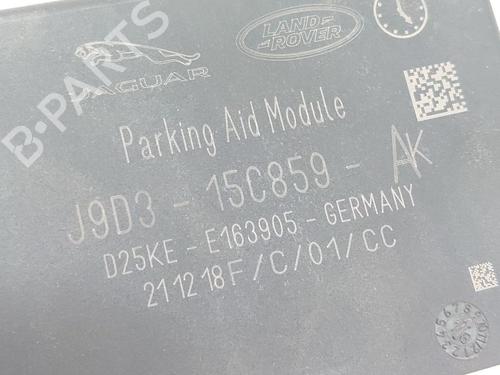 JAGUAR
LAND
ROVER
Parking Aid Module
J9D3 - 15C859 - AK
D25KE - E163905 - GERMANY
211218F/C/01/CC
B-PARTS